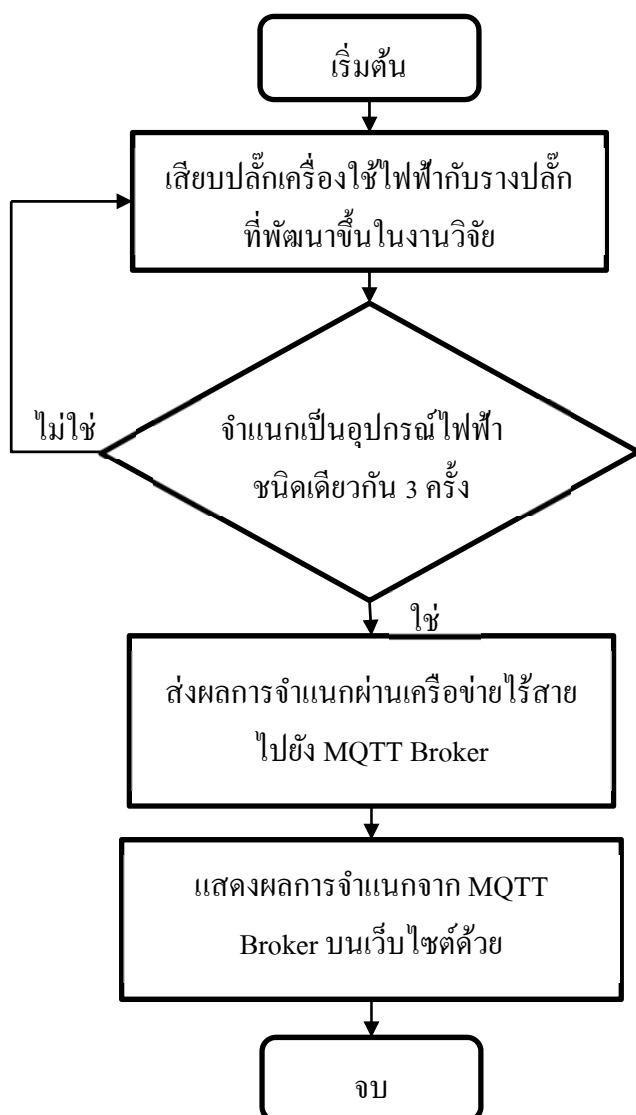 เริ่มต้น
เสียบปลั๊กเครื่องใช้ไฟฟ้ากับรางปลั๊ก
ที่พัฒนาขึ้นในงานวิจัย
ไม่ใช่
จำแนกเป็นอุปกรณ์ไฟฟ้า
ชนิดเดียวกัน 3 ครั้ง
ใช่
ส่งผลการจำแนกผ่านเครือข่ายไร้สาย
ไปยัง MQTT Broker
แสดงผลการจำแนกจาก MQTT
Broker บนเว็บไซต์ด้วย
จบ